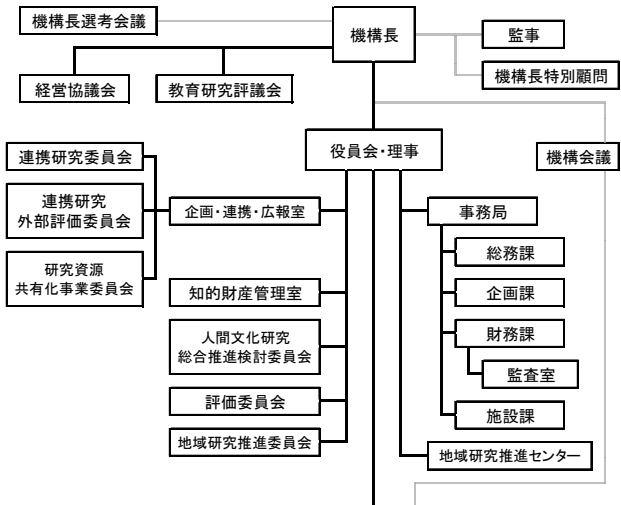 機構長選考会議
機構長
監事
機構長特別顧問
経営協議会
教育研究評議会
役員会・理事
機構会議
連携研究委員会
連携研究
外部評価委員会
研究資源
共有化事業委員会
企画・連携・広報室
知的財産管理室
人間文化研究
総合推進検討委員会
評価委員会
地域研究推進委員会
事務局
総務課
企画課
財務課
監査室
施設課
地域研究推進センター